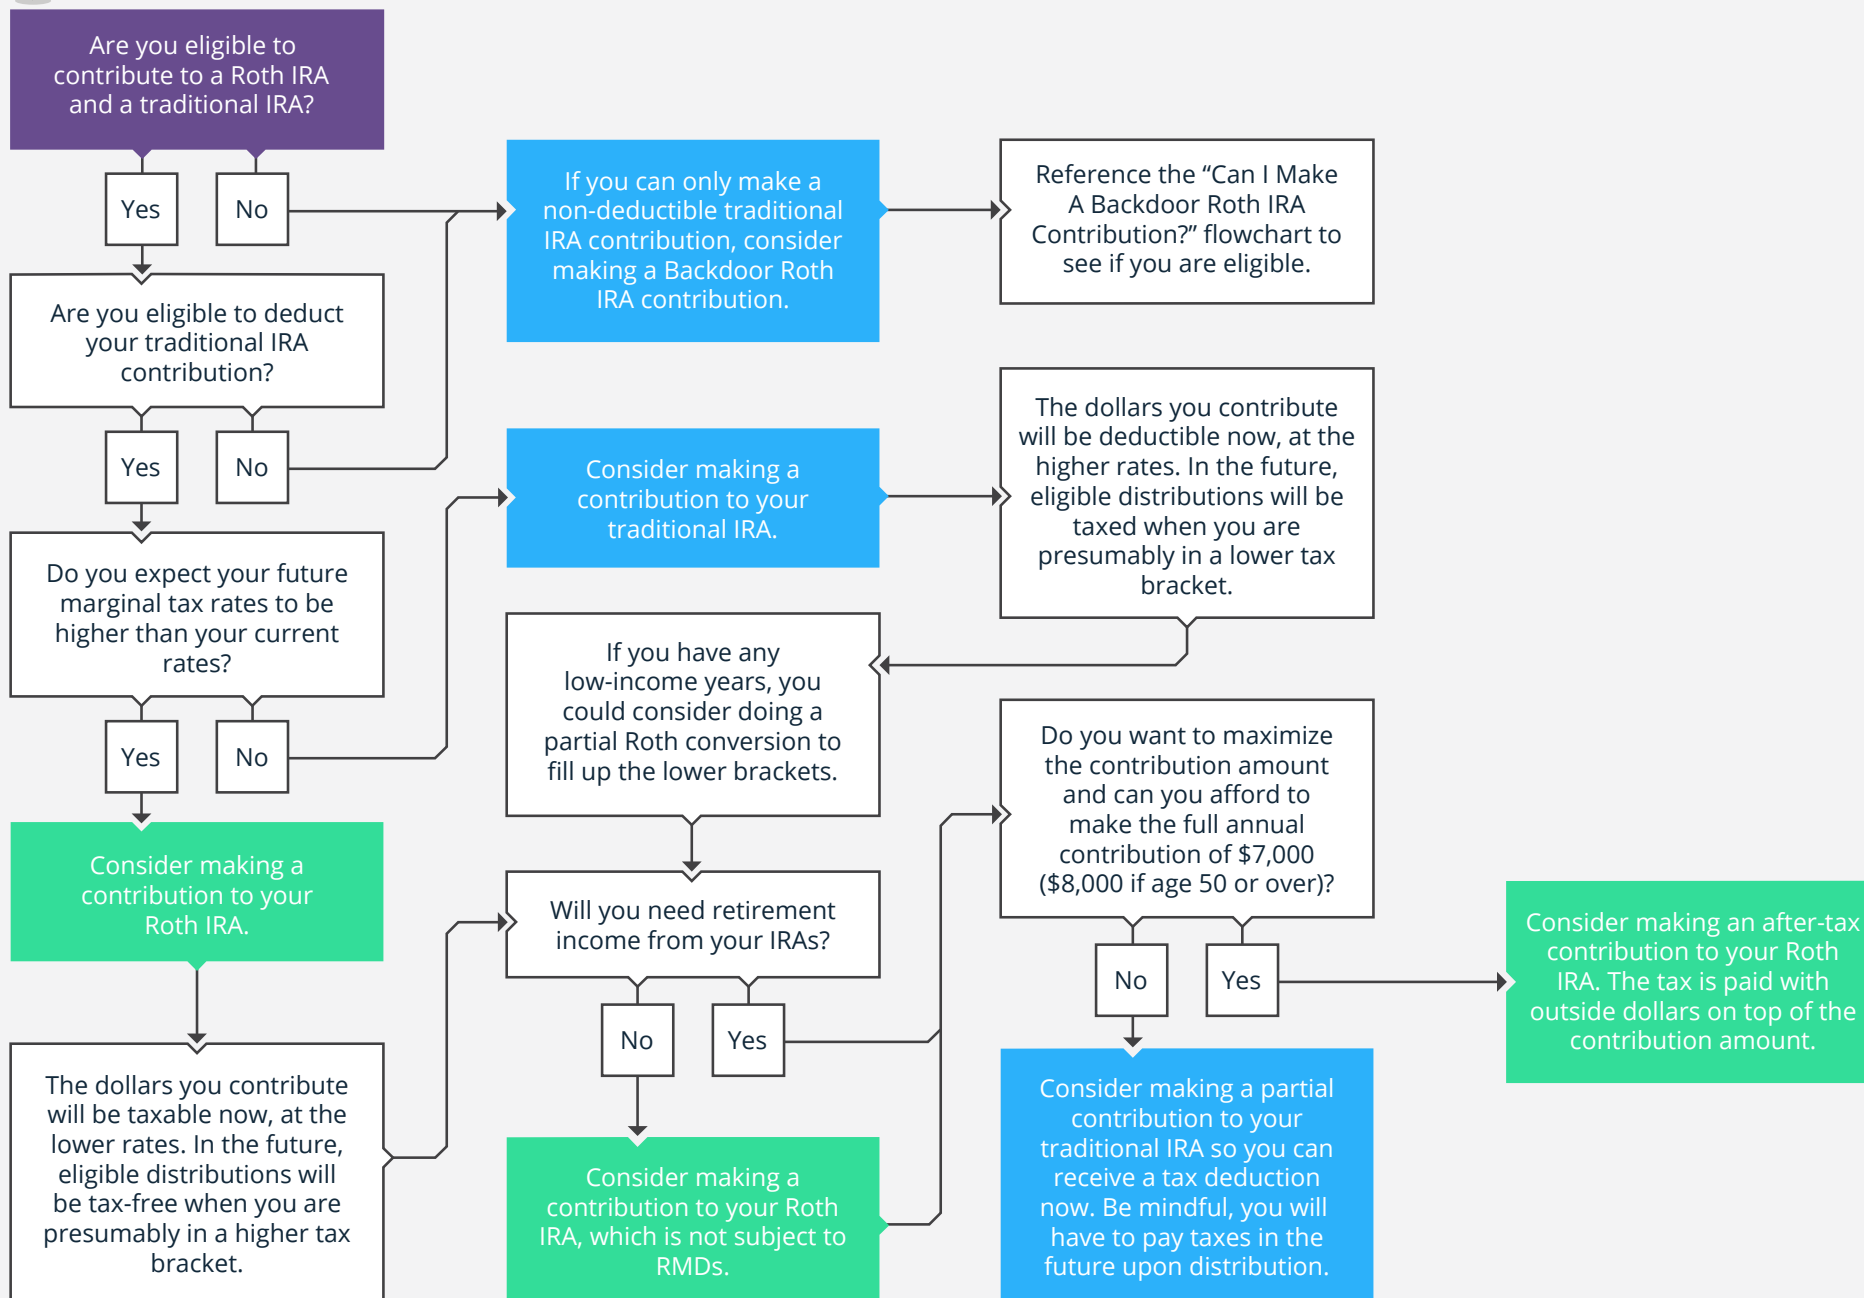 Are you eligible to
contribute to a Roth IRA
and a traditional IRA?
Yes
No
If you can only make a
non-deductible traditional
IRA contribution, consider
making a Backdoor Roth
IRA contribution.
Reference the “Can I Make
A Backdoor Roth IRA
Contribution?” flowchart to
see if you are eligible.
Are you eligible to deduct
your traditional IRA
contribution?
Yes
No
Do you expect your future
marginal tax rates to be
higher than your current
rates?
Yes
No
Consider making a
contribution to your
traditional IRA.
The dollars you contribute
will be deductible now, at the
higher rates. In the future,
eligible distributions will be
taxed when you are
presumably in a lower tax
bracket.
If you have any
low-income years, you
could consider doing a
partial Roth conversion to
fill up the lower brackets.
Consider making a
contribution to your
Roth IRA.
The dollars you contribute
will be taxable now, at the
lower rates. In the future,
eligible distributions will
be tax-free when you are
presumably in a higher tax
bracket.
Will you need retirement
income from your IRAs?
No
Yes
Consider making a
contribution to your Roth
IRA, which is not subject to
RMDs.
Do you want to maximize
the contribution amount
and can you afford to
make the full annual
contribution of $7,000
($8,000 if age 50 or over)?
No
Yes
Consider making a partial
contribution to your
traditional IRA so you can
receive a tax deduction
now. Be mindful, you will
have to pay taxes in the
future upon distribution.
Consider making an after-tax
contribution to your Roth
IRA. The tax is paid with
outside dollars on top of the
contribution amount.